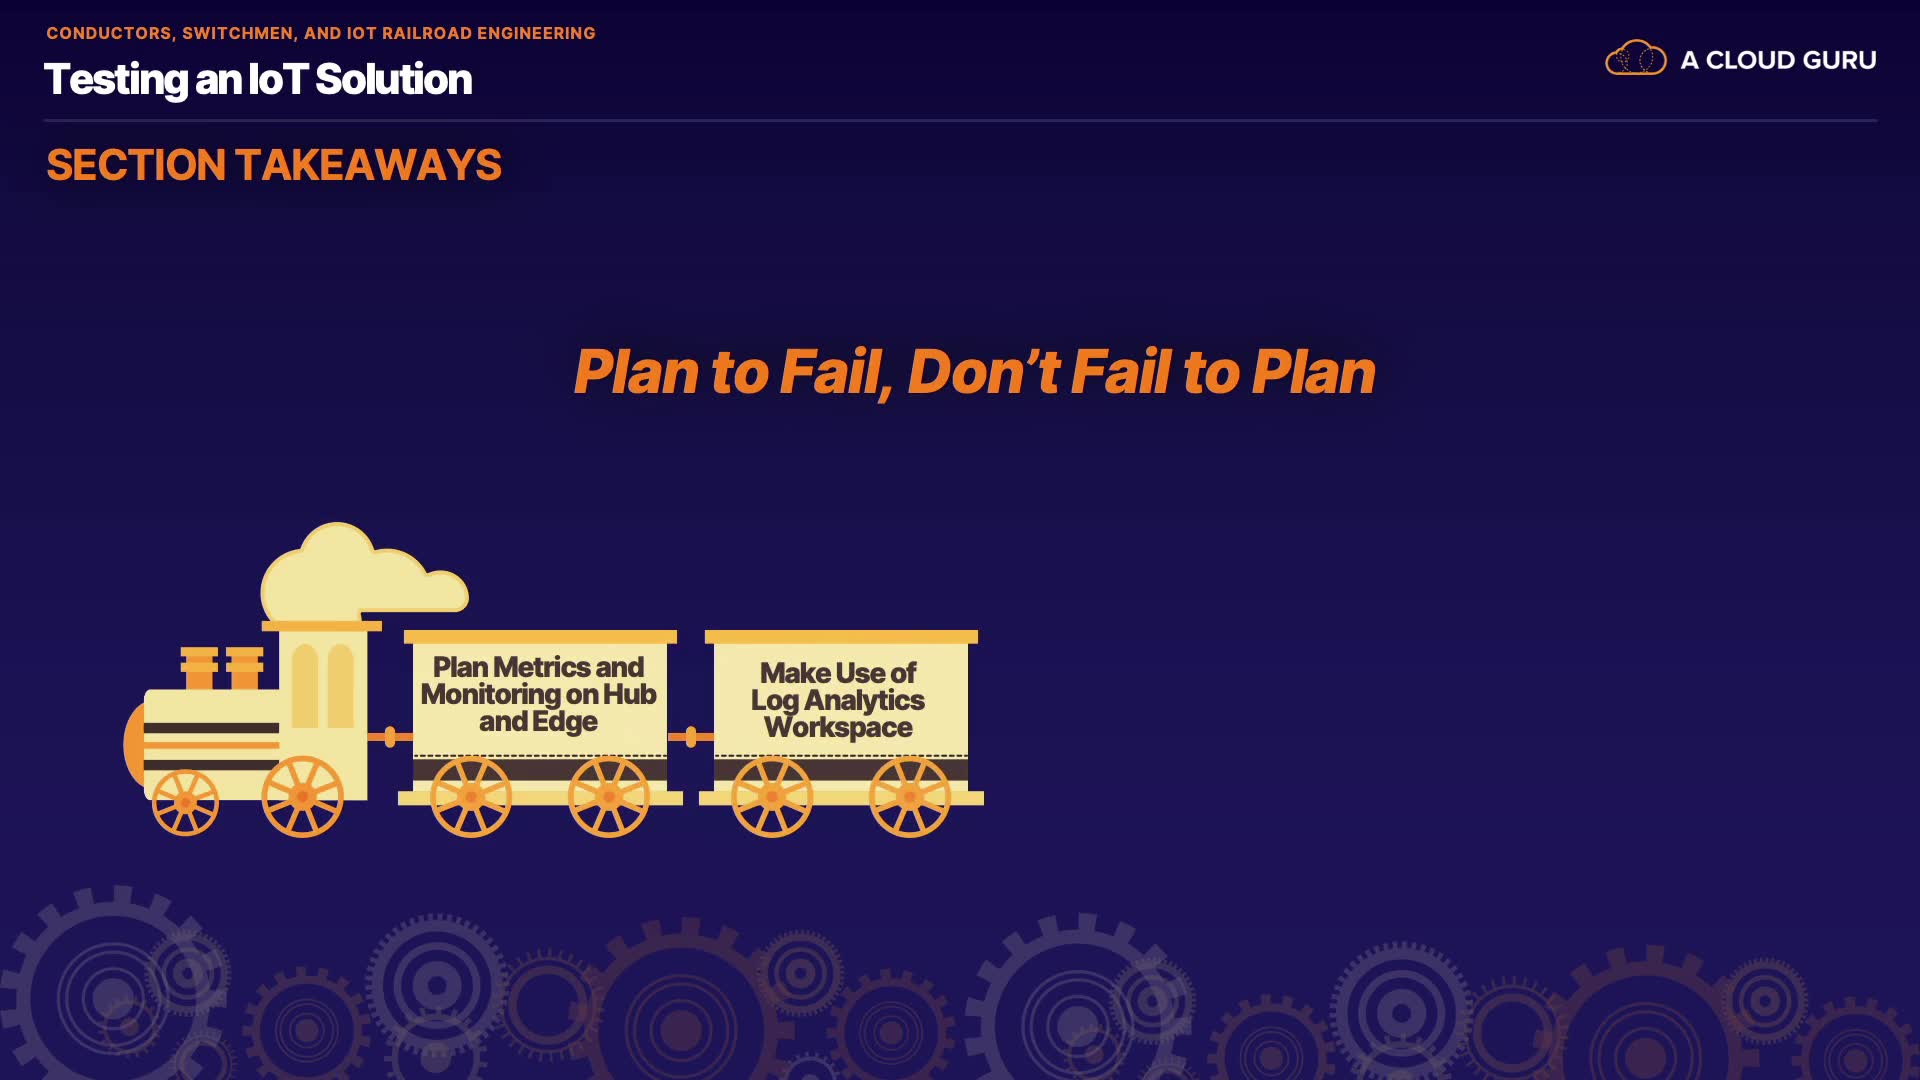 CONDUCTORS, SWITCHMEN, AND IOT RAILROAD ENGINEERING
Testing an IoT Solution
A CLOUD GURU
SECTION TAKEAWAYS
Plan to Fail, Don’t Fail to Plan
Plan Metrics and
Monitoring on Hub
and Edge
Make Use of
Log Analytics
Workspace